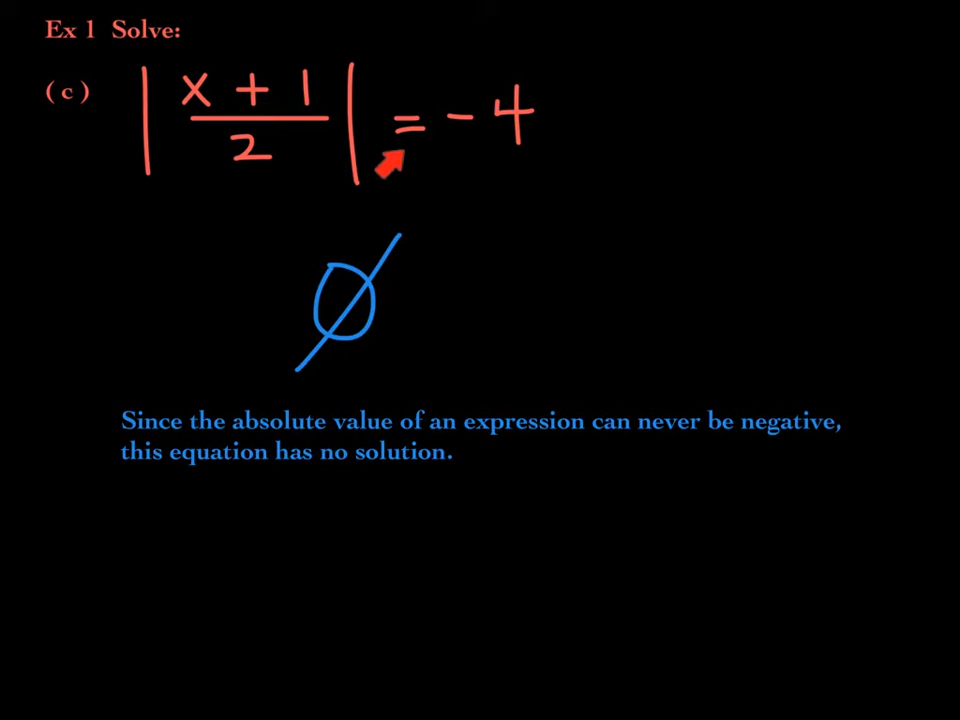 Ex 1 Solve:
( c ) | x + 1 / 2 | = - 4
∅
Since the absolute value of an expression can never be negative,
this equation has no solution.